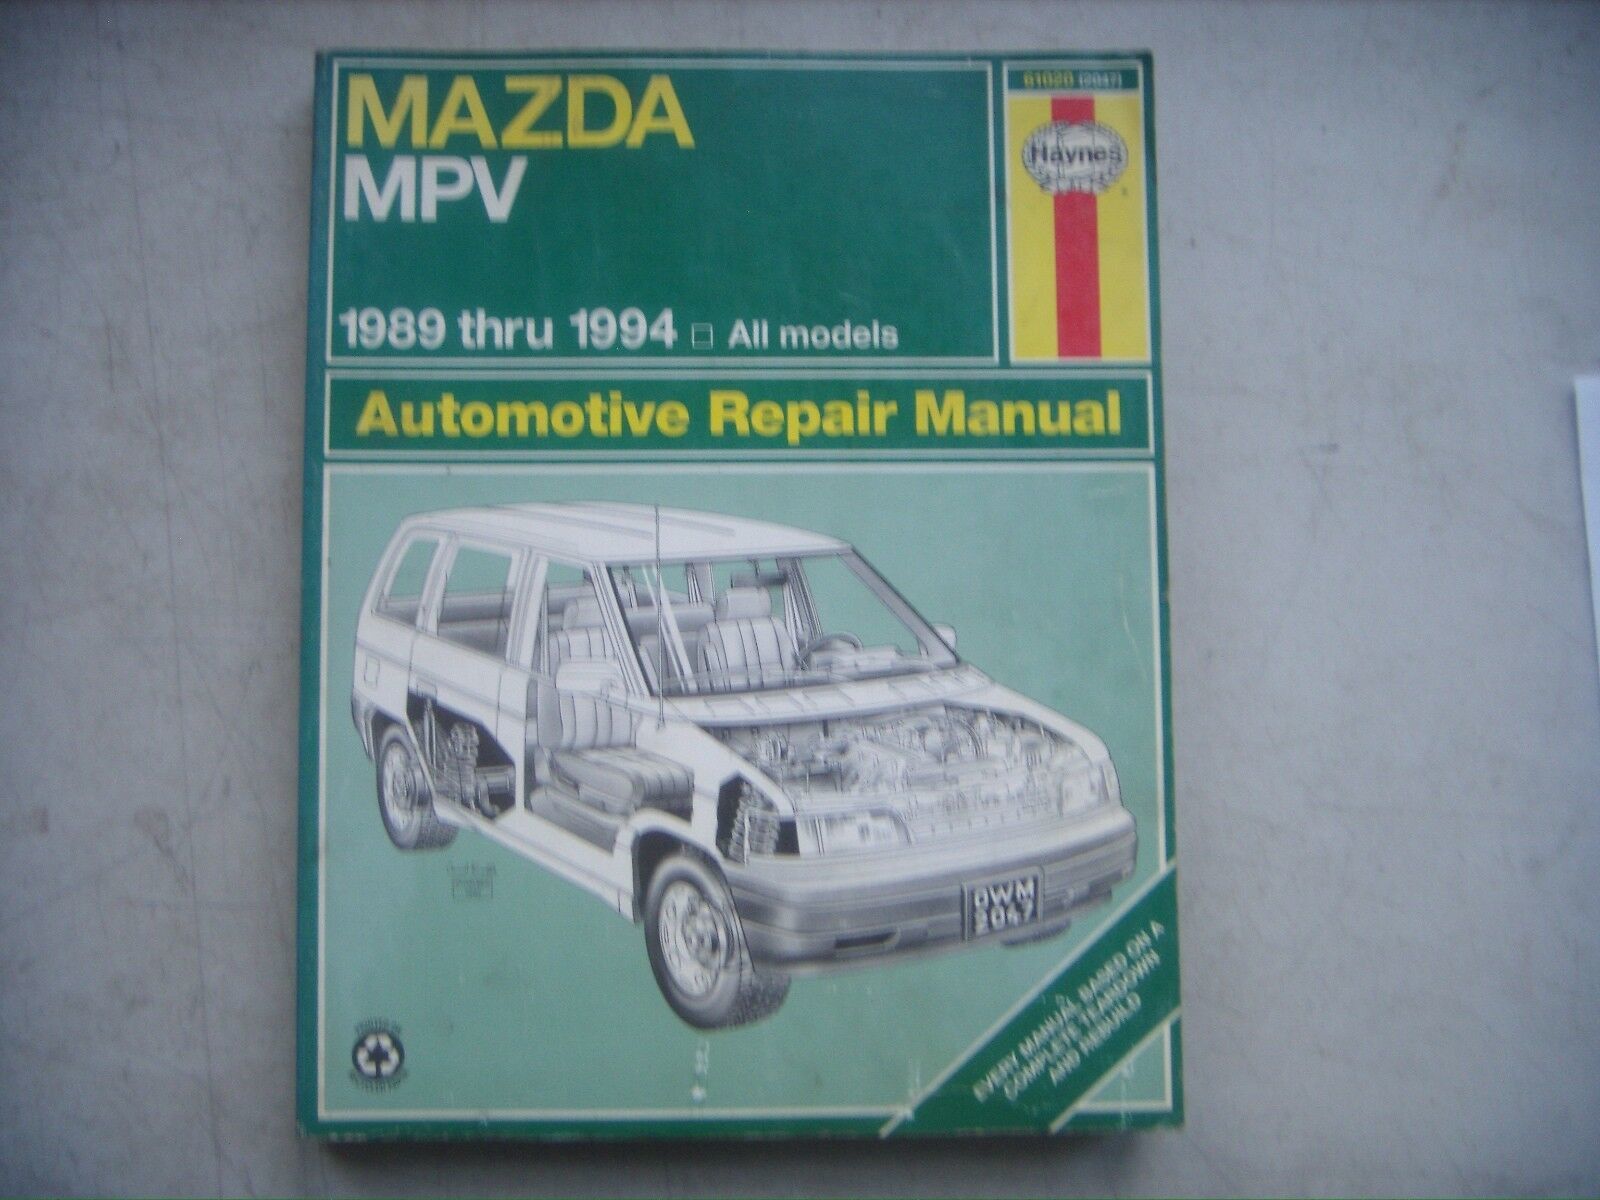 MAZDA
MPV
1989 thru 1994 All models
61020 (2047)
Haynes
Automotive Repair Manual
DWM
2047
EVERY MANUAL BASED ON A
COMPLETE TEARDOWN
AND REBUILD